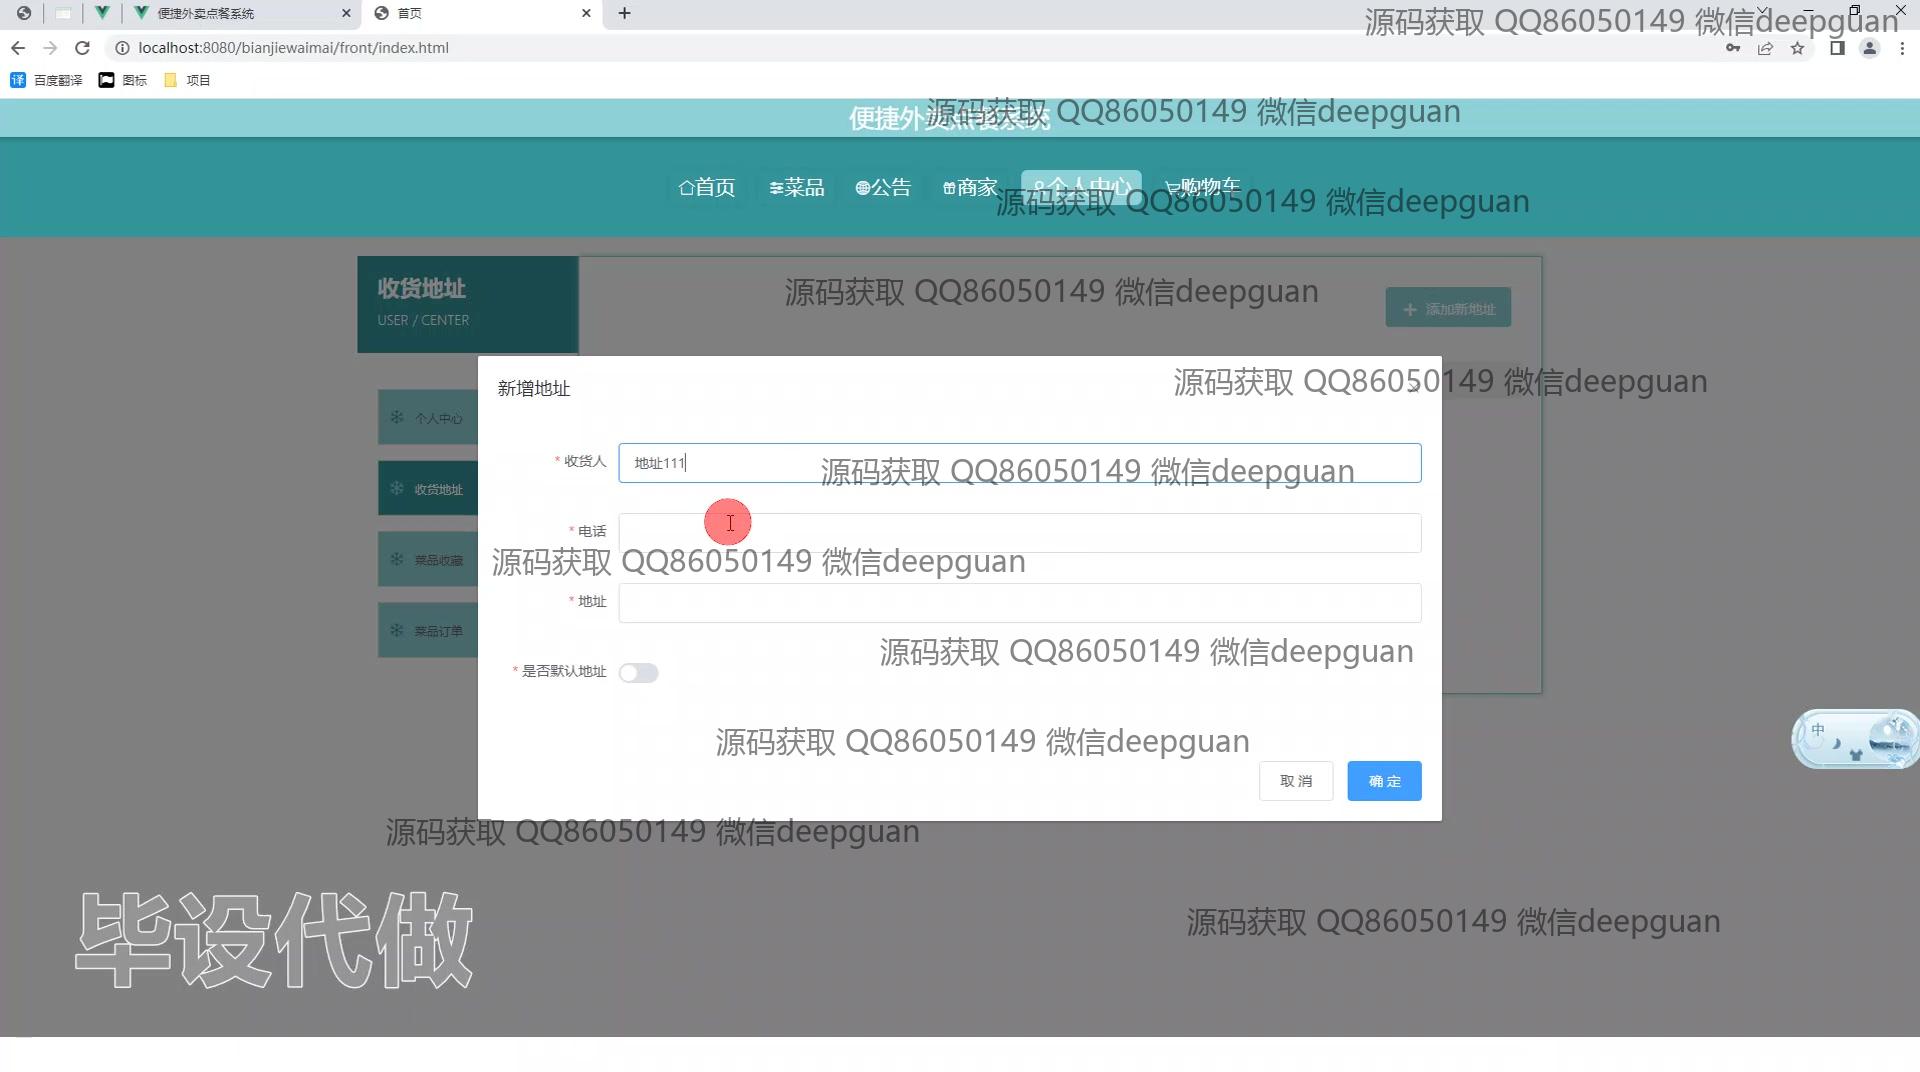 便捷外卖点餐系统
首页
源码获取 QQ86050149 微信deepguan
localhost:8080/bianjiewaimai/front/index.html
译 百度翻译 图标 项目
便捷外卖点餐系统
源码获取 QQ86050149 微信deepguan
首页 菜品 公告 商家 个人中心 购物车
源码获取 QQ86050149 微信deepguan
收货地址
USER / CENTER
源码获取 QQ86050149 微信deepguan
添加新地址
新增地址
源码获取 QQ86050149 微信deepguan
个人中心
* 收货人 地址111
源码获取 QQ86050149 微信deepguan
收货地址
* 电话
源码获取 QQ86050149 微信deepguan
菜品收藏
* 地址
菜品订单
源码获取 QQ86050149 微信deepguan
* 是否默认地址
中
源码获取 QQ86050149 微信deepguan
取消 确定
源码获取 QQ86050149 微信deepguan
毕设代做
源码获取 QQ86050149 微信deepguan